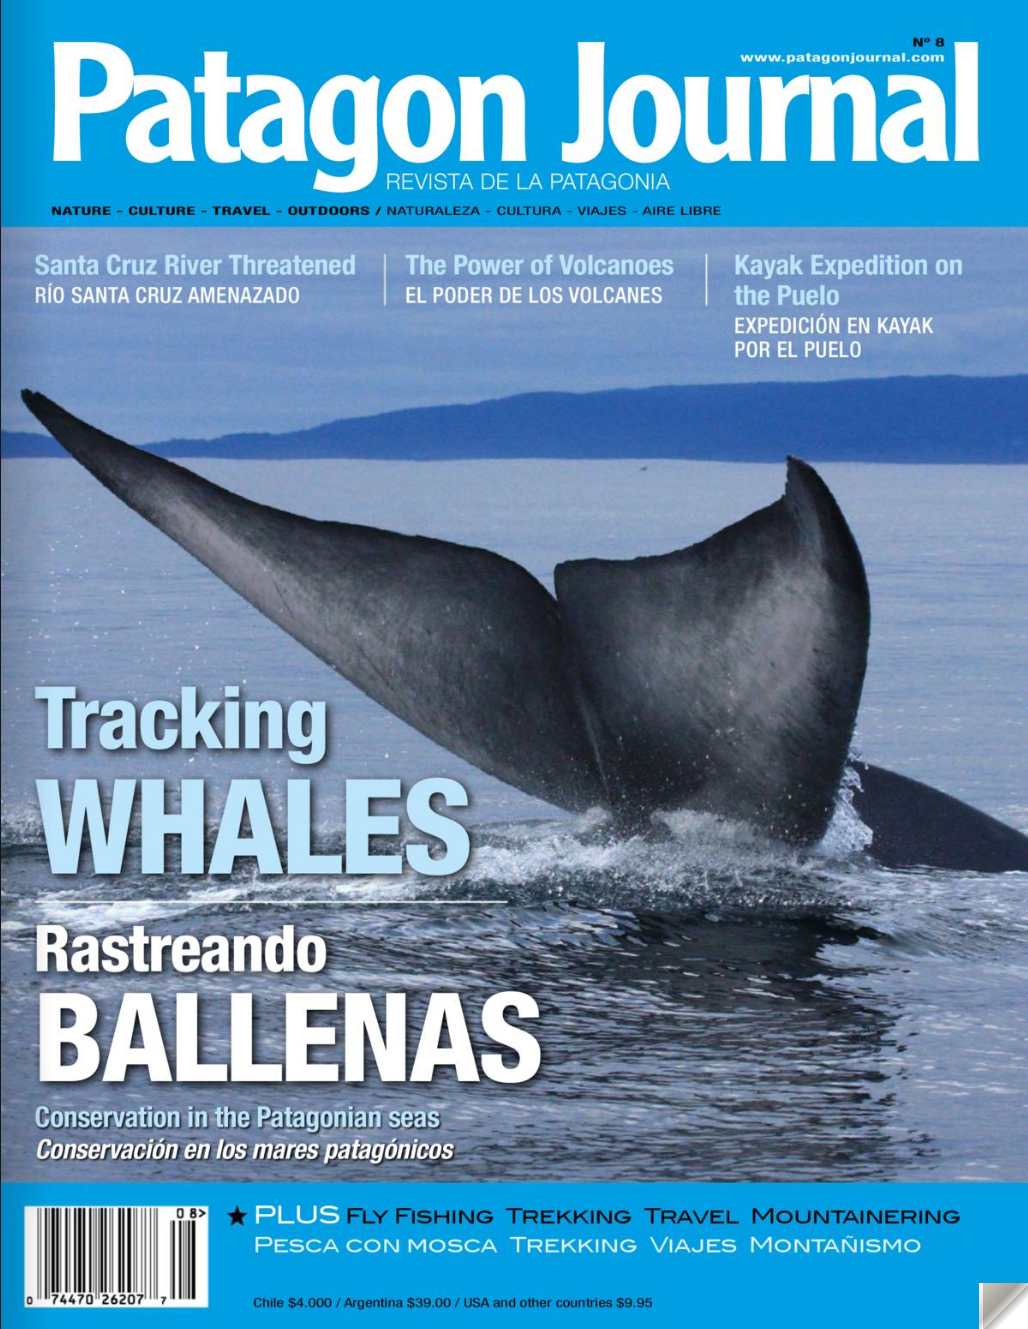 Nº 8
www.patagonjournal.com
Patagon Journal
REVISTA DE LA PATAGONIA
NATURE - CULTURE - TRAVEL - OUTDOORS / NATURALEZA - CULTURA - VIAJES - AIRE LIBRE
Santa Cruz River Threatened
RÍO SANTA CRUZ AMENAZADO
The Power of Volcanoes
EL PODER DE LOS VOLCANES
Kayak Expedition on
the Puelo
EXPEDICIÓN EN KAYAK
POR EL PUELO
Tracking
WHALES
Rastreando
BALLENAS
Conservation in the Patagonian seas
Conservación en los mares patagónicos
08>
0 74470 26207 7
★ PLUS FLY FISHING TREKKING TRAVEL MOUNTAINERING
PESCA CON MOSCA TREKKING VIAJES MONTAÑISMO
Chile $4.000 / Argentina $39.00 / USA and other countries $9.95